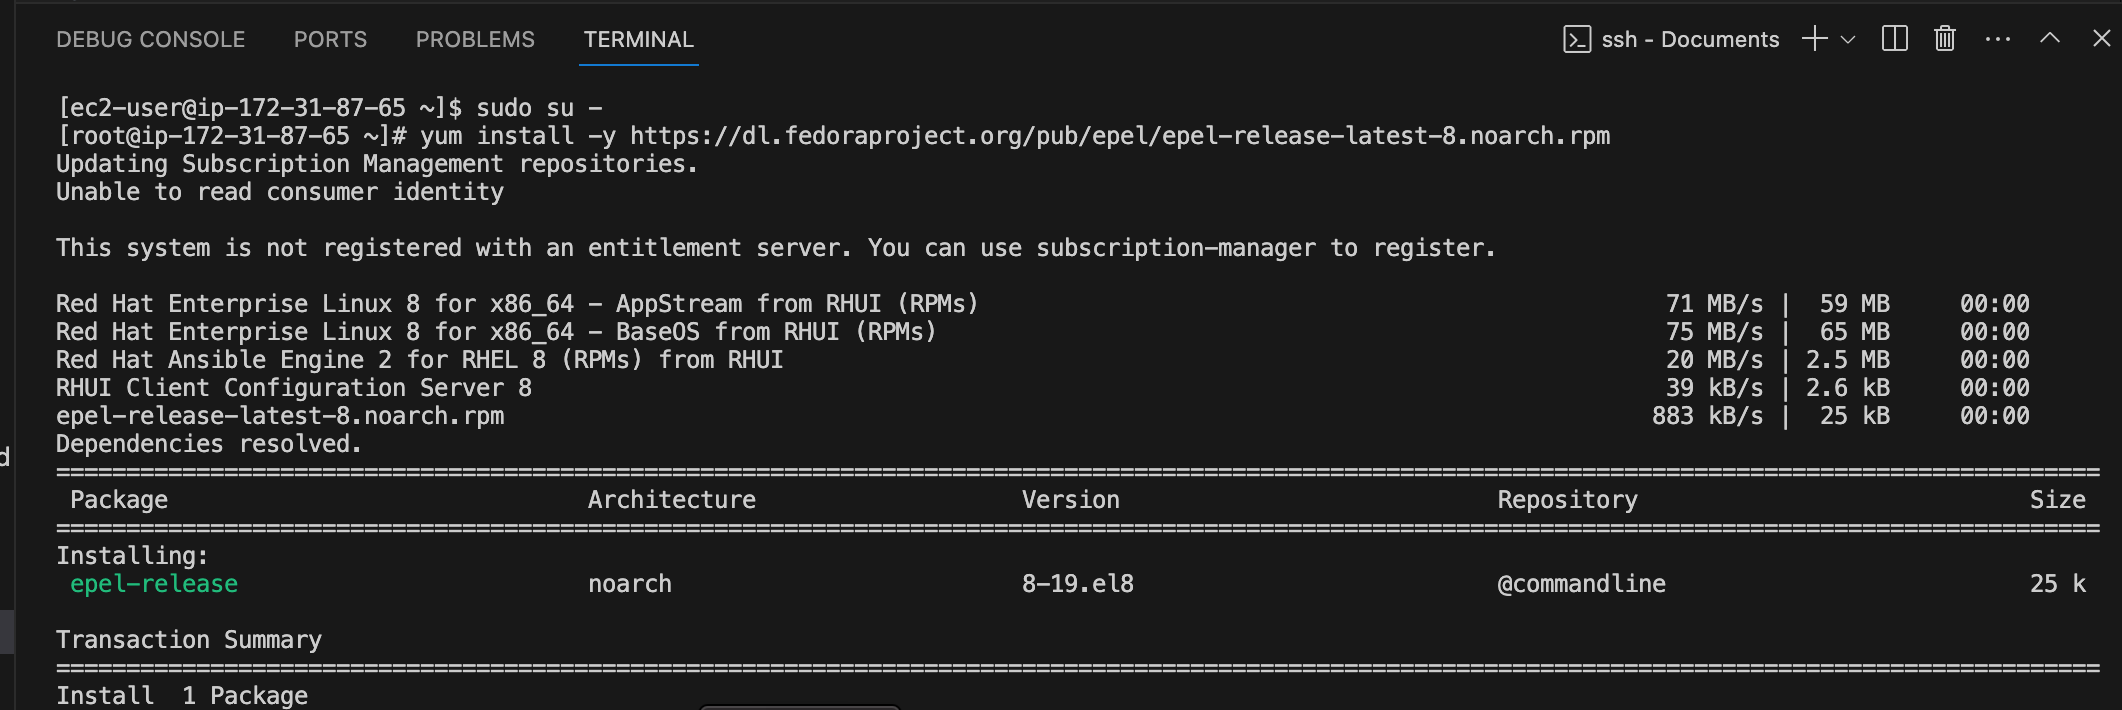 DEBUG CONSOLE PORTS PROBLEMS TERMINAL ssh - Documents
[ec2-user@ip-172-31-87-65 ~]$ sudo su -
[root@ip-172-31-87-65 ~]# yum install -y https://dl.fedoraproject.org/pub/epel/epel-release-latest-8.noarch.rpm
Updating Subscription Management repositories.
Unable to read consumer identity
This system is not registered with an entitlement server. You can use subscription-manager to register.
Red Hat Enterprise Linux 8 for x86_64 - AppStream from RHUI (RPMs) 71 MB/s | 59 MB 00:00
Red Hat Enterprise Linux 8 for x86_64 - BaseOS from RHUI (RPMs) 75 MB/s | 65 MB 00:00
Red Hat Ansible Engine 2 for RHEL 8 (RPMs) from RHUI 20 MB/s | 2.5 MB 00:00
RHUI Client Configuration Server 8 39 kB/s | 2.6 kB 00:00
epel-release-latest-8.noarch.rpm 883 kB/s | 25 kB 00:00
Dependencies resolved.
Package Architecture Version Repository Size
Installing:
epel-release noarch 8-19.el8 @commandline 25 k
Transaction Summary
Install 1 Package